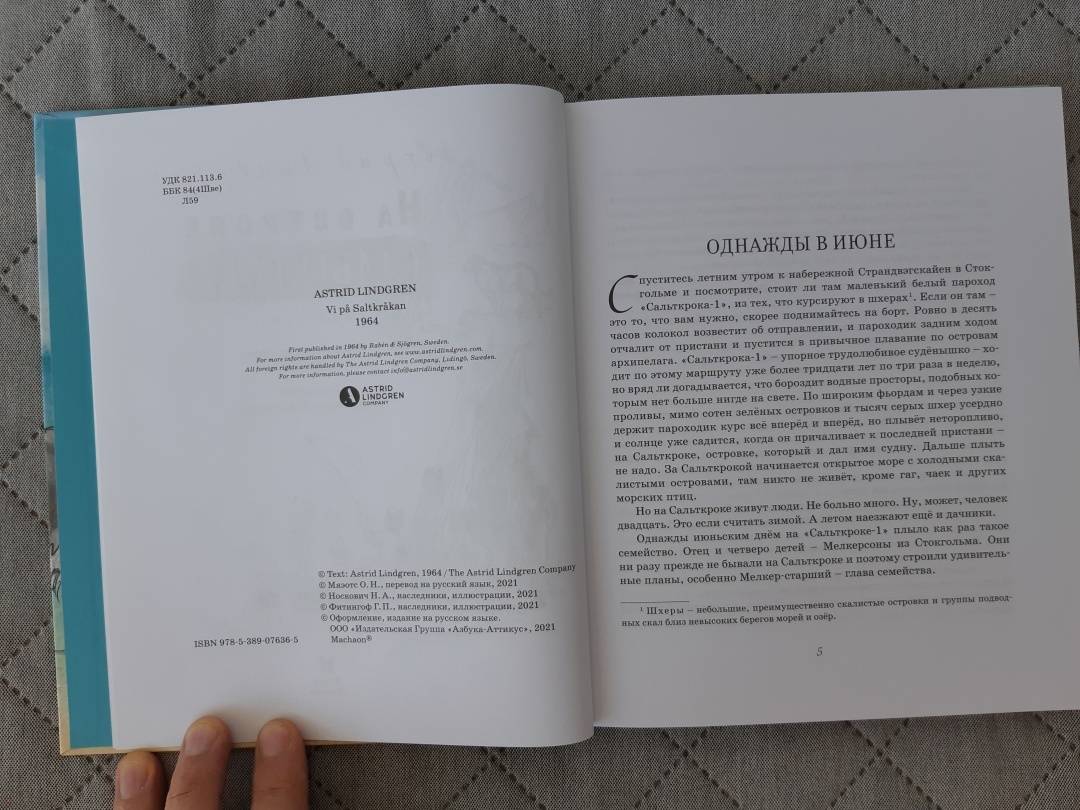 УДК 821.113.6
ББК 84(4Шве)
Л59
ASTRID LINDGREN
Vi på Saltkråkan
1964
First published in 1964 by Rabén & Sjögren, Sweden.
For more information about Astrid Lindgren, see www.astridlindgren.com.
All foreign rights are handled by The Astrid Lindgren Company, Lidingö, Sweden.
For more information, please contact info@astridlindgren.se
ASTRID
LINDGREN
COMPANY
© Text: Astrid Lindgren, 1964 / The Astrid Lindgren Company
© Мяэотс О. Н., перевод на русский язык, 2021
© Носкович Н. А., наследники, иллюстрации, 2021
© Фитингоф Г. П., наследники, иллюстрации, 2021
© Оформление, издание на русском языке.
ООО «Издательская Группа «Азбука-Аттикус», 2021
Machaon®
ISBN 978-5-389-07636-5
ОДНАЖДЫ В ИЮНЕ
Спуститесь летним утром к набережной Страндвэгскайен в Сток-
гольме и посмотрите, стоит ли там маленький белый пароход
«Сальткрока-1», из тех, что курсируют в шхерах¹. Если он там –
это то, что вам нужно, скорее поднимайтесь на борт. Ровно в десять
часов колокол возвестит об отправлении, и пароходик задним ходом
отчалит от пристани и пустится в привычное плавание по островам
архипелага. «Сальткрока-1» – упорное трудолюбивое судёнышко – хо-
дит по этому маршруту уже более тридцати лет по три раза в неделю,
но вряд ли догадывается, что бороздит водные просторы, подобных ко-
торым нет больше нигде на свете. По широким фьордам и через узкие
проливы, мимо сотен зелёных островков и тысяч серых шхер усердно
держит пароходик курс всё вперёд и вперёд, но плывёт неторопливо,
и солнце уже садится, когда он причаливает к последней пристани –
на Сальткроке, островке, который и дал имя судну. Дальше плыть
не надо. За Сальткрокой начинается открытое море с холодными ска-
листыми островами, там никто не живёт, кроме гаг, чаек и других
морских птиц.
Но на Сальткроке живут люди. Не больно много. Ну, может, человек
двадцать. Это если считать зимой. А летом наезжают ещё и дачники.
Однажды июньским днём на «Сальткроке-1» плыло как раз такое
семейство. Отец и четверо детей – Мелкерсоны из Стокгольма. Они
ни разу прежде не бывали на Сальткроке и поэтому строили удивитель-
ные планы, особенно Мелкер-старший – глава семейства.
¹ Шхеры – небольшие, преимущественно скалистые островки и группы подвод-
ных скал близ невысоких берегов морей и озёр.
5